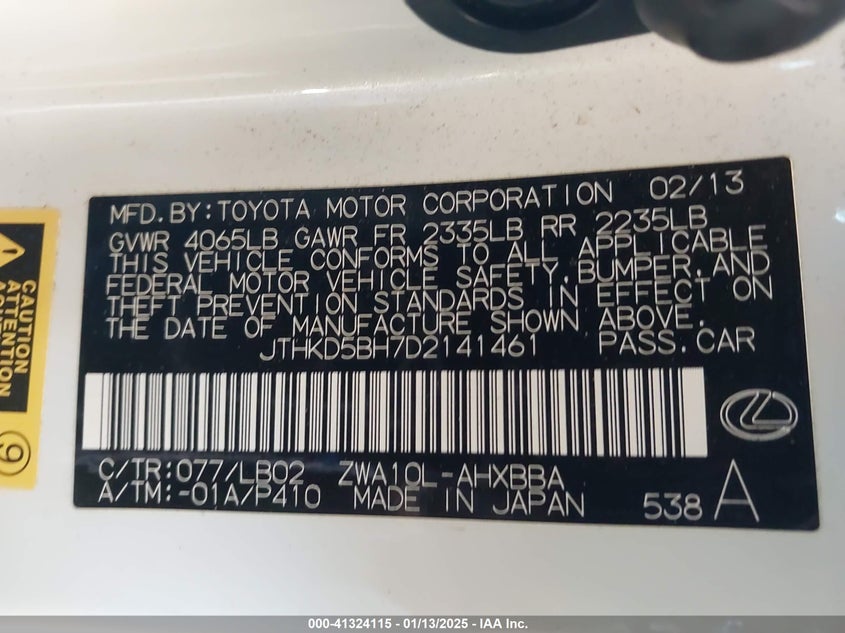 MFD.BY:TOYOTA MOTOR CORPORATION 02/13
GVWR 4065LB GAWR FR 2335LB RR 2235LB
THIS VEHICLE CONFORMS TO ALL APPLICABLE
FEDERAL MOTOR VEHICLE SAFETY,BUMPER,AND
THEFT PREVENTION STANDARDS IN EFFECT ON
THE DATE OF MANUFACTURE SHOWN ABOVE.
JTHKD5BH7D2141461 PASS.CAR
C/TR:077/LB02 ZWA10L-AHXBBA
A/TM:-01A/P410 MADE IN JAPAN 538 A
CAUTION
ATTENTION
9
000-41324115 - 01/13/2025 - IAA Inc.